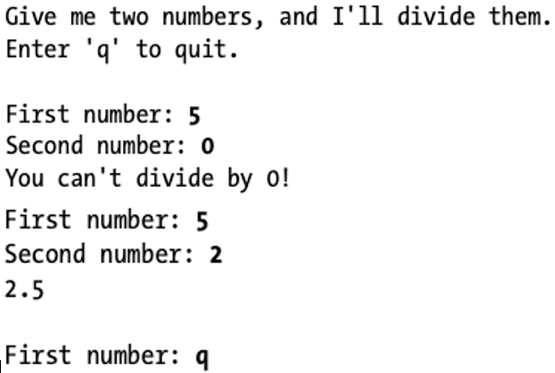 Give me two numbers, and I'll divide them.
Enter 'q' to quit.
First number: 5
Second number: 0
You can't divide by 0!
First number: 5
Second number: 2
2.5
First number: q